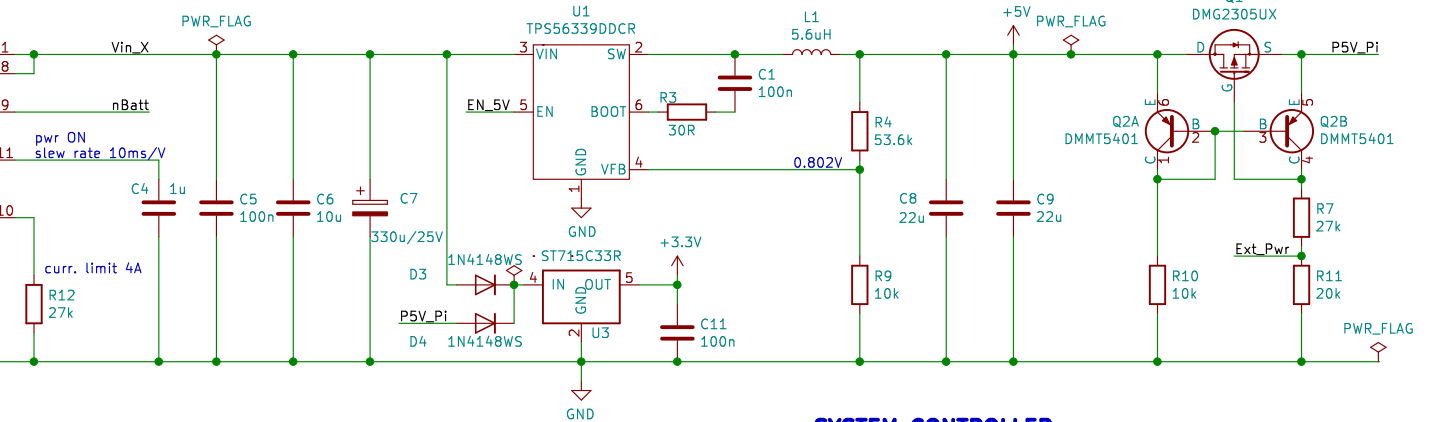 PWR_FLAG
1
Vin_X
8
9
nBatt
pwr ON
11
slew rate 10ms/V
C4
1u
10
curr. limit 4A
R12
27k
C5
100n
C6
10u
+
C7
330u/25V
U1
TPS56339DDCR
3
VIN
SW
2
EN_5V
5
EN
BOOT
6
GND
VFB
4
1
GND
R3
30R
C1
100n
L1
5.6uH
R4
53.6k
0.802V
R9
10k
1N4148WS
D3
P5V_Pi
D4
1N4148WS
ST715C33R
4
IN
OUT
5
GND
2
U3
GND
+3.3V
C11
100n
C8
22u
C9
22u
+5V
PWR_FLAG
DMG2305UX
D
S
G
P5V_Pi
E
6
Q2A
DMMT5401
B
2
C
1
E
5
B
3
Q2B
DMMT5401
C
4
R7
27k
Ext_Pwr
R10
10k
R11
20k
PWR_FLAG
SYSTEM CONTROLLER